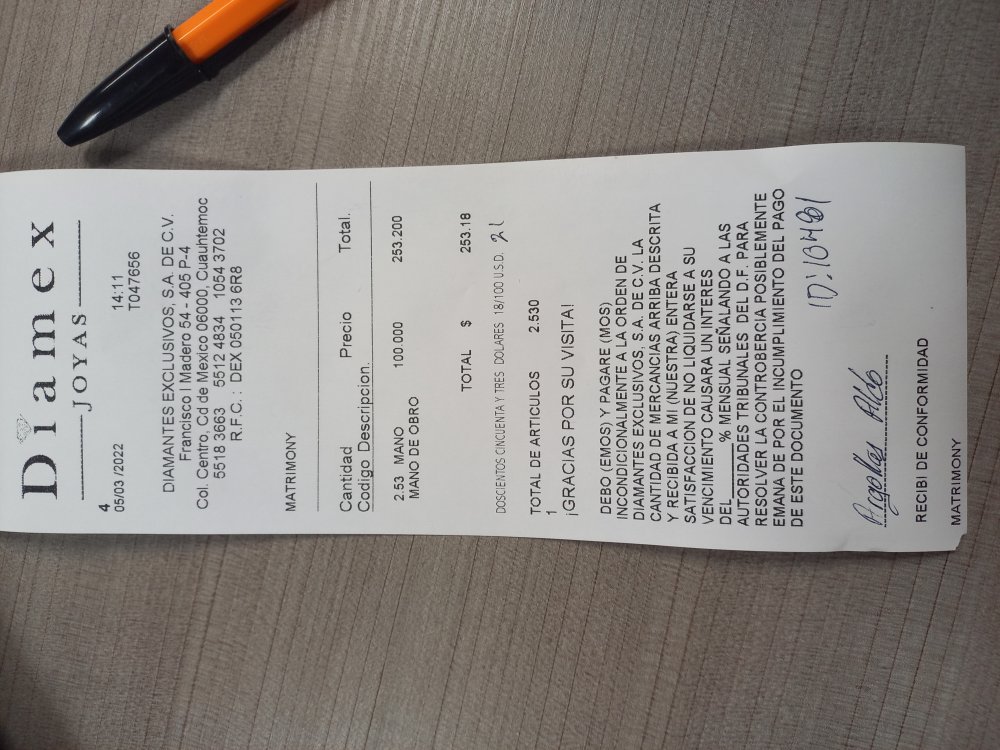 Diamex
JOYAS
4
05/03 /2022 14:11
T047656
DIAMANTES EXCLUSIVOS, S.A. DE C.V.
Francisco I Madero 54 - 405 P-4
Col. Centro, Cd de Mexico 06000, Cuauhtemoc
5518 3663 5512 4834 1054 3702
R.F.C. : DEX 0501113 6R8
MATRIMONY
Cantidad Precio Total.
Codigo Descripcion.
2.53 MANO 100.000 253.200
MANO DE OBRO
TOTAL $ 253.18
DOSCIENTOS CINCUENTA Y TRES DOLARES 18/100 U.S.D.
TOTAL DE ARTICULOS 2.530
1
¡GRACIAS POR SU VISITA!
DEBO (EMOS) Y PAGARE (MOS)
INCONDICIONALMENTE A LA ORDEN DE
DIAMANTES EXCLUSIVOS, S.A. DE C.V. LA
CANTIDAD DE MERCANCIAS ARRIBA DESCRITA
Y RECIBIDA A MI (NUESTRA) ENTERA
SATISFACCION DE NO LIQUIDARSE A SU
VENCIMIENTO CAUSARA UN INTERES
DEL______% MENSUAL SEÑALANDO A LAS
AUTORIDADES TRIBUNALES DEL D.F. PARA
RESOLVER LA CONTROBERCIA POSIBLEMENTE
EMANA DE POR EL INCUMPLIMIENTO DEL PAGO
DE ESTE DOCUMENTO
RECIBI DE CONFORMIDAD
MATRIMONY